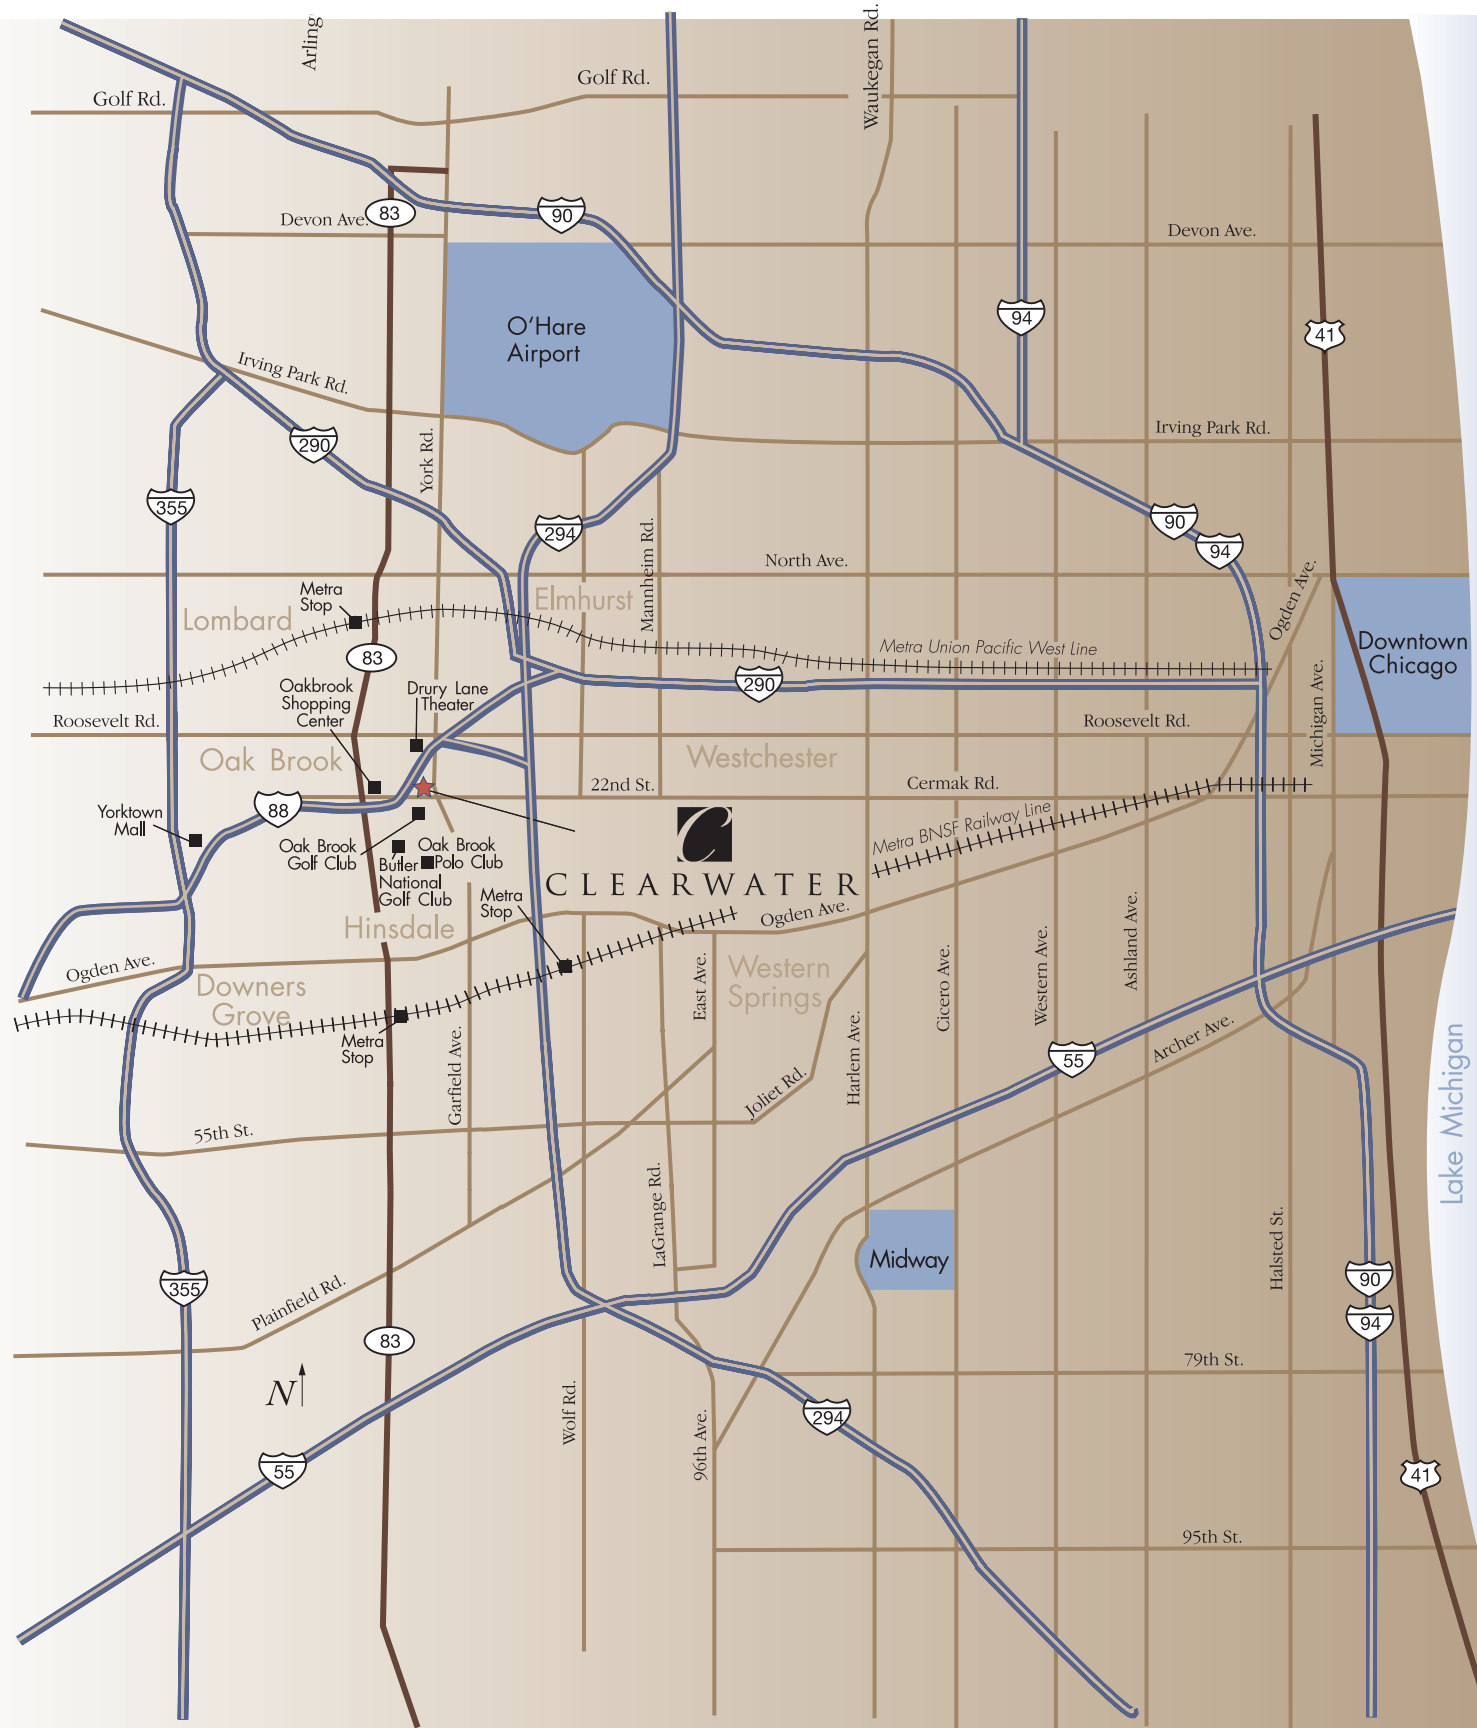 Arling
Waukegan Rd.
Golf Rd.
Golf Rd.
Devon Ave.
83
90
Devon Ave.
94
41
O'Hare
Airport
Irving Park Rd.
Irving Park Rd.
290
York Rd.
355
294
90
94
Mannheim Rd.
North Ave.
Ogden Ave.
Metra
Stop
Elmhurst
Lombard
Metra Union Pacific West Line
Downtown
Chicago
83
290
Oakbrook
Shopping
Center
Drury Lane
Theater
Michigan Ave.
Roosevelt Rd.
Roosevelt Rd.
Oak Brook
Westchester
22nd St.
Cermak Rd.
88
Yorktown
Mall
Oak Brook
Golf Club
Oak Brook
Polo Club
Butler
National
Golf Club
C
CLEARWATER
Metra BNSF Railway Line
Metra
Stop
Ogden Ave.
Hinsdale
Ogden Ave.
Downers
Grove
Western
Springs
East Ave.
Cicero Ave.
Western Ave.
Ashland Ave.
Metra
Stop
Garfield Ave.
Harlem Ave.
Joliet Rd.
55
Archer Ave.
Lake Michigan
55th St.
LaGrange Rd.
Halsted St.
Midway
355
Plainfield Rd.
83
90
94
N
79th St.
Wolf Rd.
96th Ave.
294
55
41
95th St.